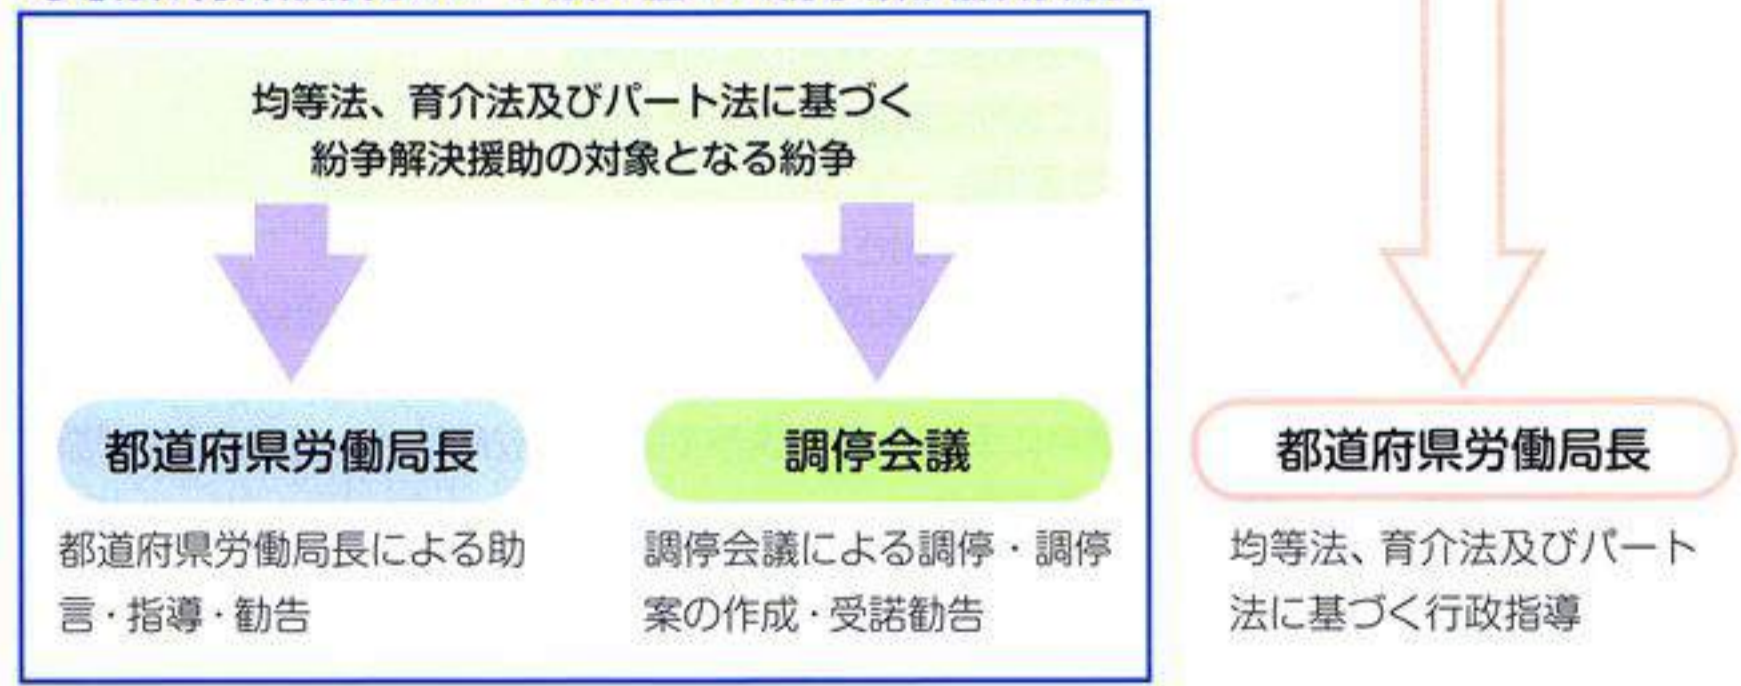 均等法、育介法及びパート法に基づく
紛争解決援助の対象となる紛争
都道府県労働局長
都道府県労働局長による助
言・指導・勧告
調停会議
調停会議による調停・調停
案の作成・受諾勧告
都道府県労働局長
均等法、育介法及びパート
法に基づく行政指導